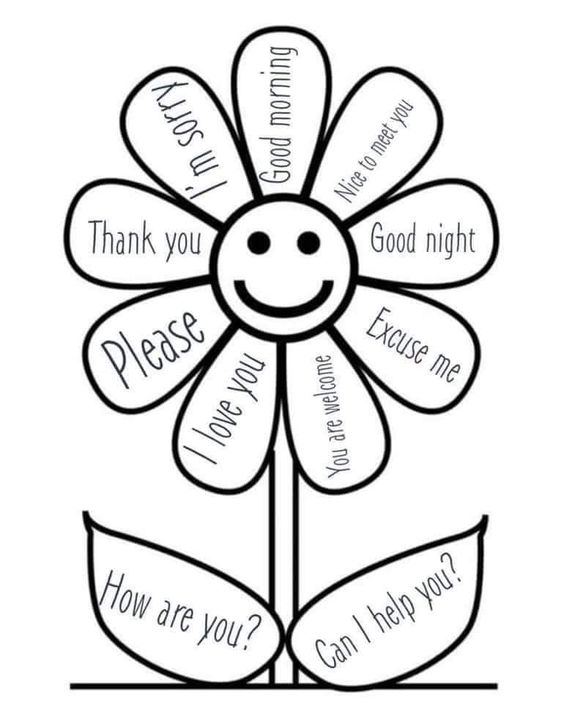 Good morning
Nice to meet you
Good night
Excuse me
You are welcome
I love you
Please
Thank you
I'm sorry
How are you?
Can I help you?